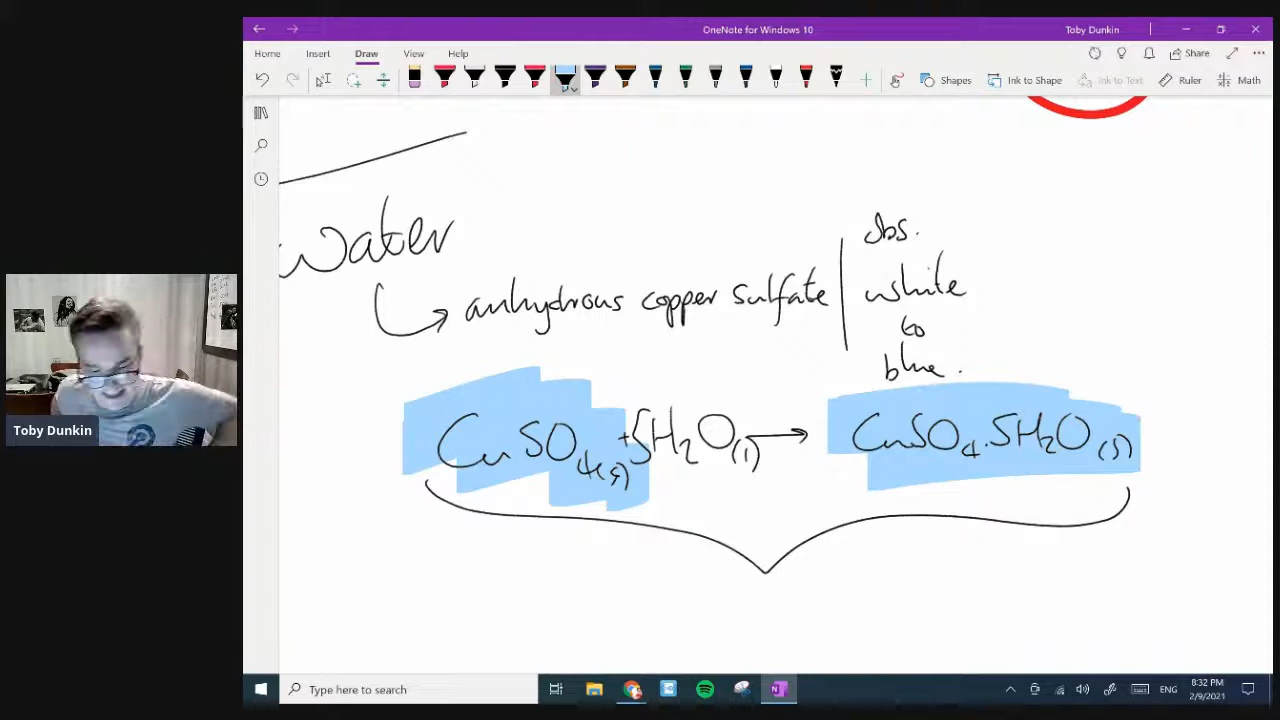 OneNote for Windows 10
Toby Dunkin
Home Insert Draw View Help
Share
Shapes
Ink to Shape
Ink to Text
Ruler
Math
water
anhydrous copper sulfate
obs.
white
to
blue.
CuSO4(s) + 5H2O(l) → CuSO4.5H2O(s)
Toby Dunkin
Type here to search
ENG
8:32 PM
2/9/2021